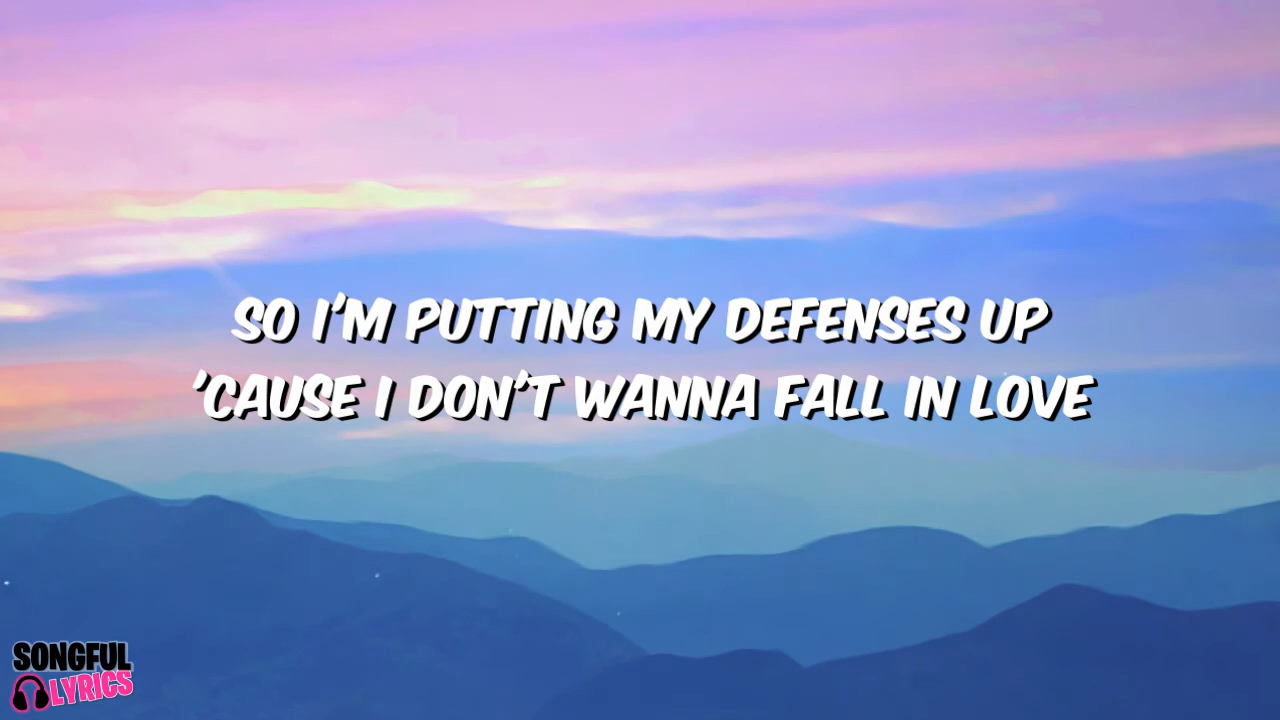 SO I'M PUTTING MY DEFENSES UP
'CAUSE I DON'T WANNA FALL IN LOVE
SONGFUL
LYRICS